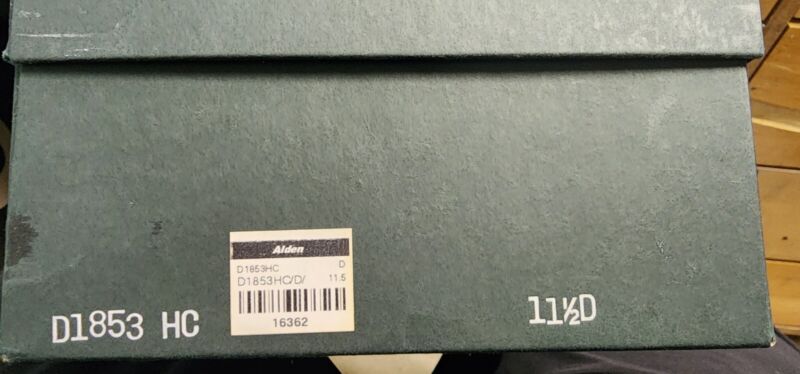 Alden
D1853HC D
D1853HC/D/ 11.5
16362
D1853 HC
11½D